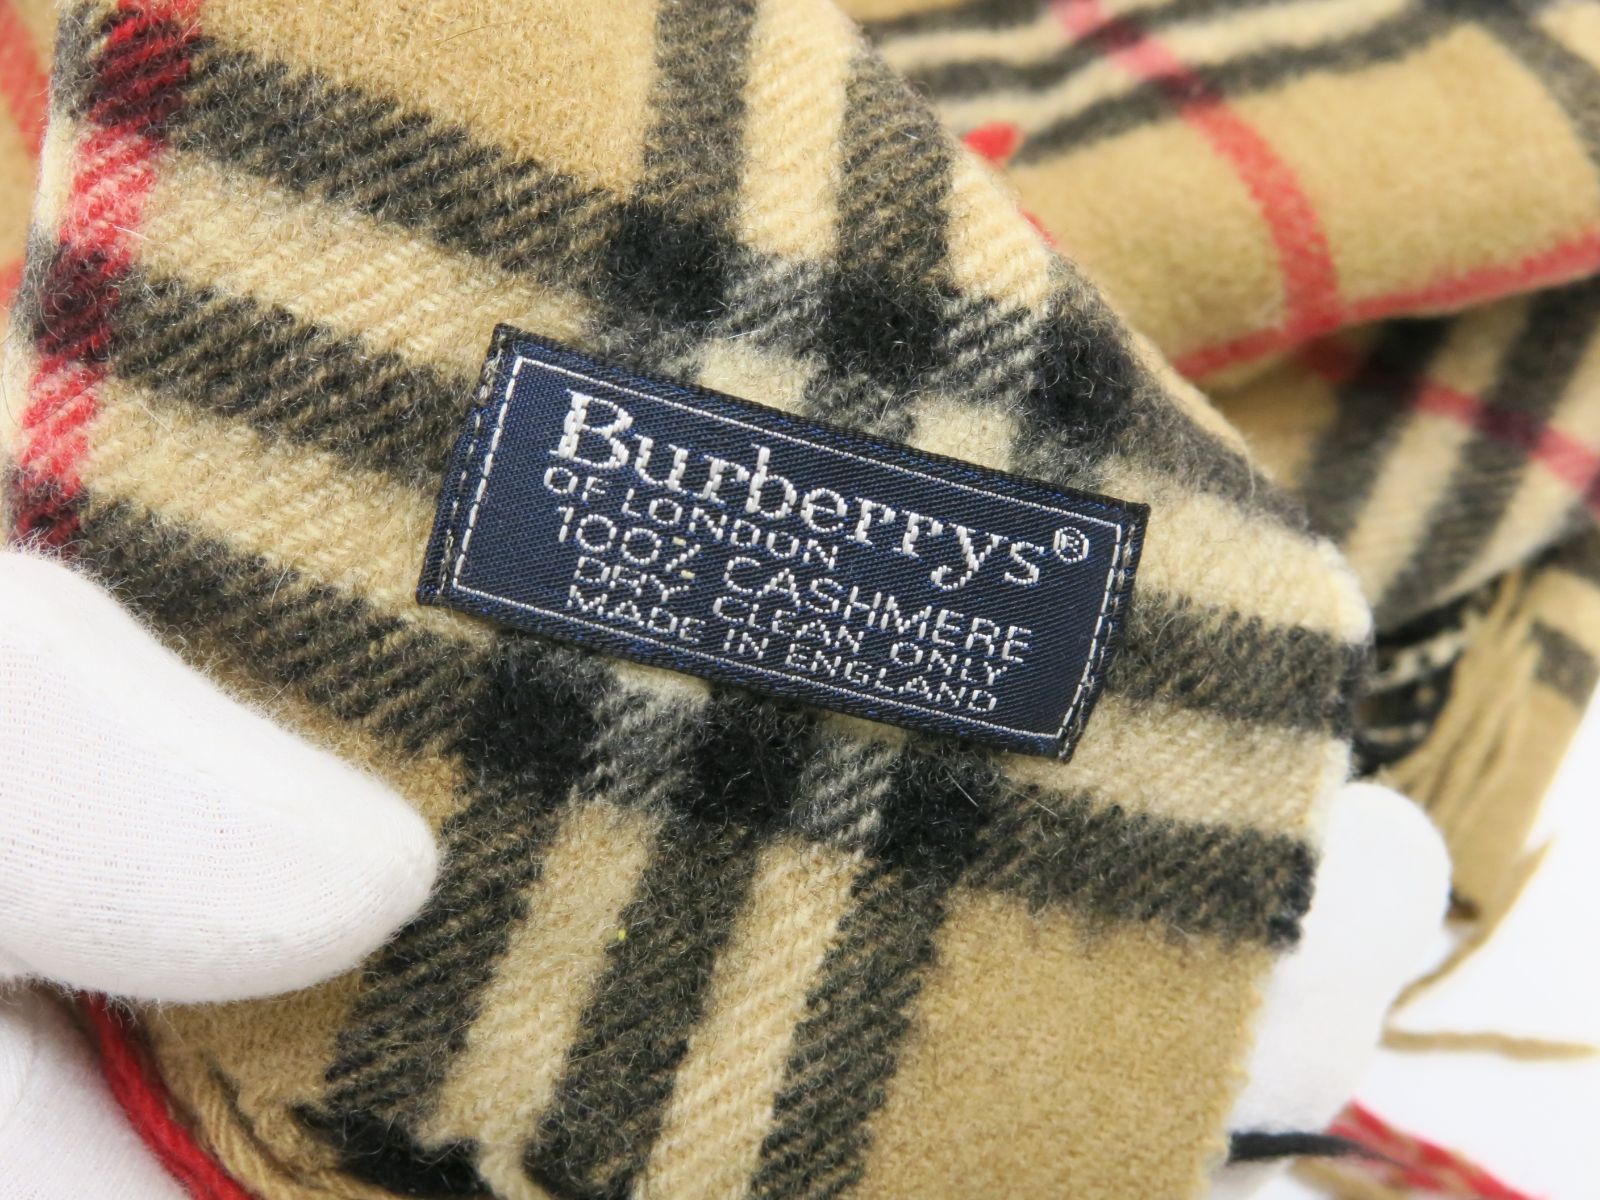 Burberrys®
OF LONDON
100% CASHMERE
DRY CLEAN ONLY
MADE IN ENGLAND